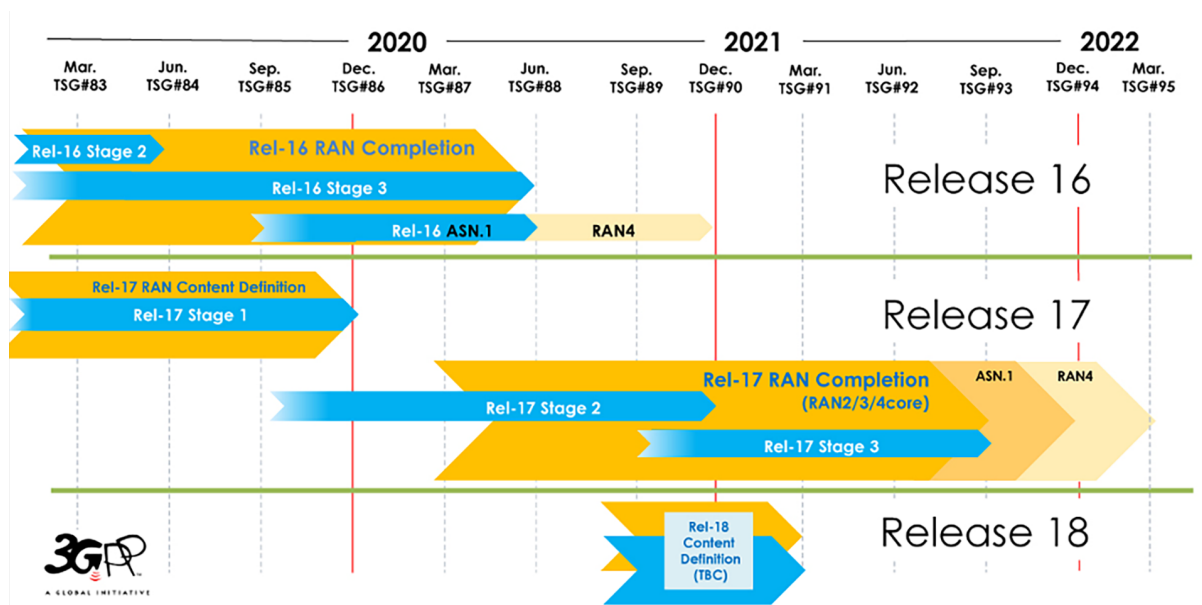 2020
2021
2022
Mar. TSG#83
Jun. TSG#84
Sep. TSG#85
Dec. TSG#86
Mar. TSG#87
Jun. TSG#88
Sep. TSG#89
Dec. TSG#90
Mar. TSG#91
Jun. TSG#92
Sep. TSG#93
Dec. TSG#94
Mar. TSG#95
Rel-16 RAN Completion
Rel-16 Stage 2
Rel-16 Stage 3
Release 16
Rel-16 ASN.1
RAN4
Rel-17 RAN Content Definition
Rel-17 Stage 1
Release 17
Rel-17 RAN Completion
(RAN2/3/4core)
ASN.1
RAN4
Rel-17 Stage 2
Rel-17 Stage 3
Rel-18
Content
Definition
(TBC)
Release 18
3GPP
A GLOBAL INITIATIVE